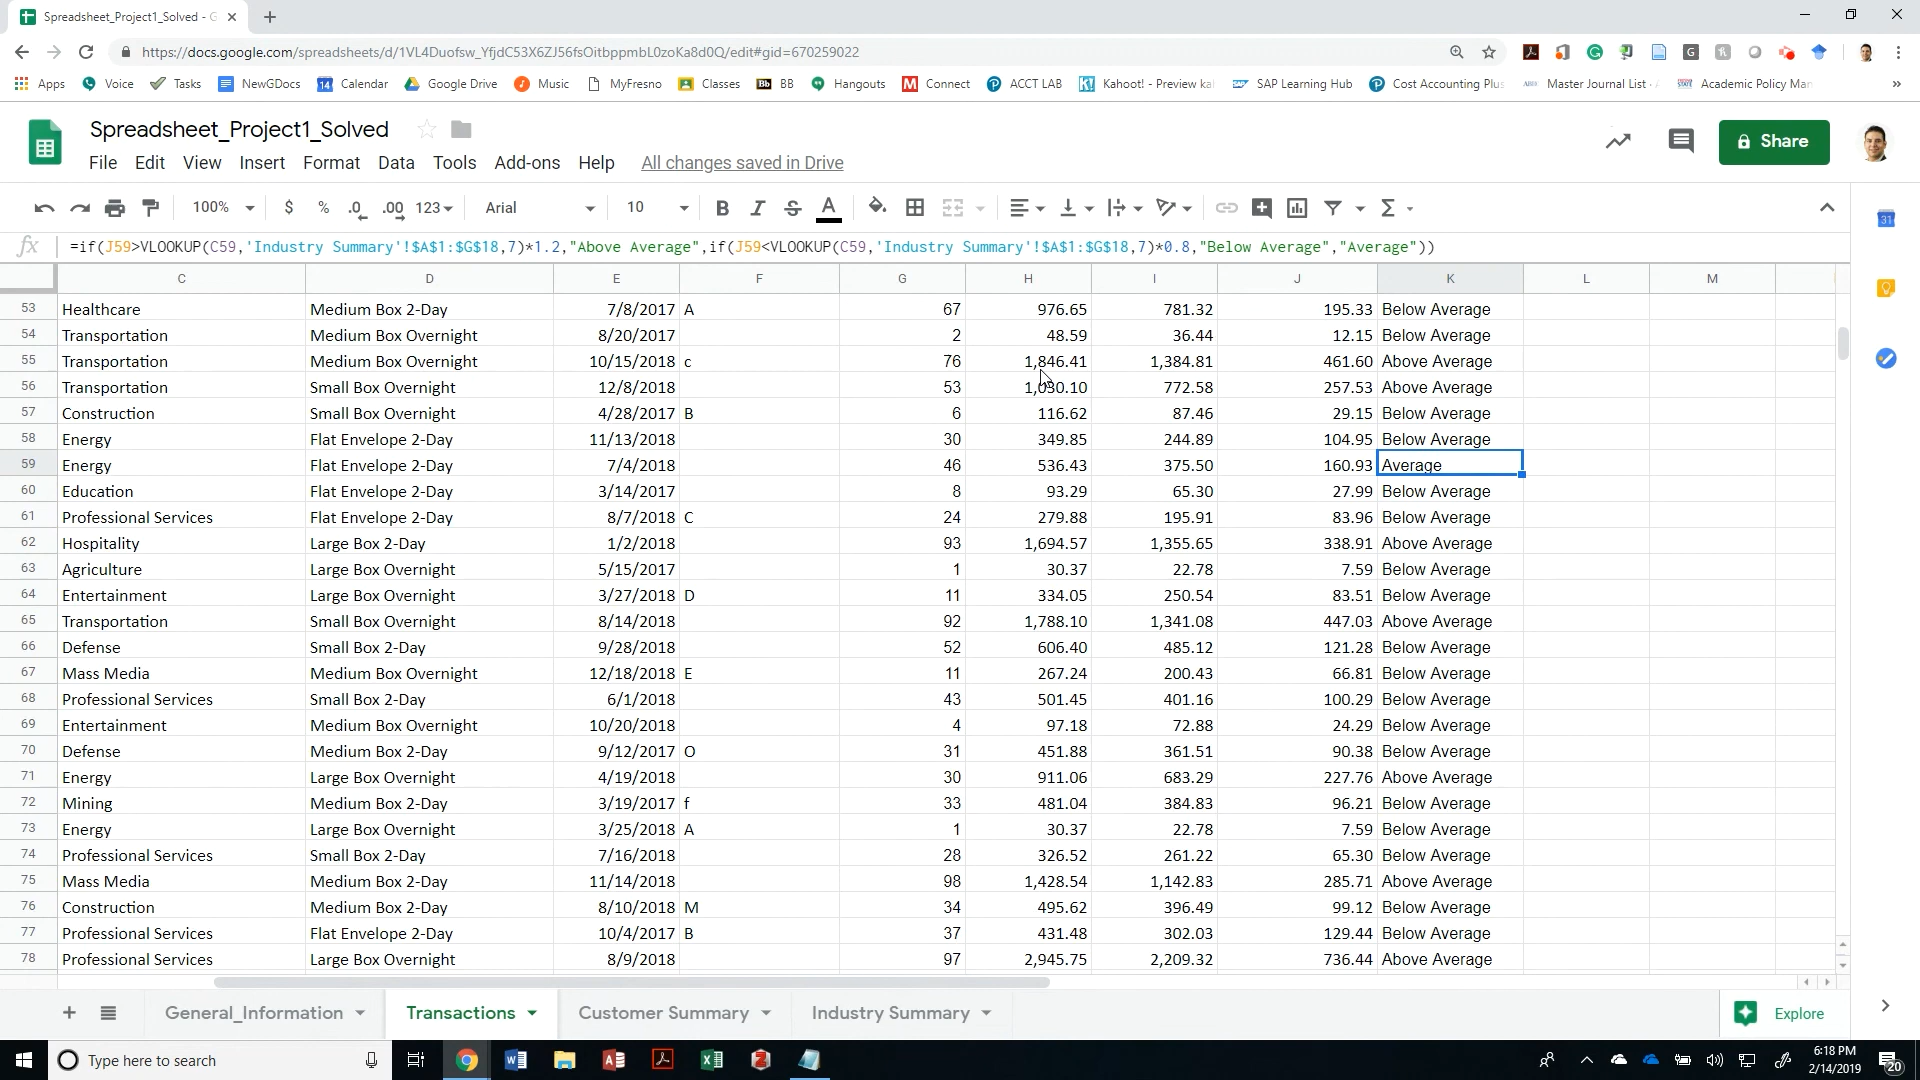 Spreadsheet_Project1_Solved - G
https://docs.google.com/spreadsheets/d/1VL4Duofsw_YfjdC53X6ZJ56fsOitbppmbL0zoKa8d0Q/edit#gid=670259022
Apps Voice Tasks NewGDocs Calendar Google Drive Music MyFresno Classes Bb BB Hangouts Connect ACCT LAB Kahoot! - Preview SAP Learning Hub Cost Accounting Plus Master Journal List - Academic Policy Man »
Spreadsheet_Project1_Solved
File Edit View Insert Format Data Tools Add-ons Help All changes saved in Drive
Share
100% $ % .0 .00 123 Arial 10 B I S A Σ
fx =if(J59>VLOOKUP(C59,'Industry Summary'!$A$1:$G$18,7)*1.2,"Above Average",if(J59<VLOOKUP(C59,'Industry Summary'!$A$1:$G$18,7)*0.8,"Below Average","Average"))
C D E F G H I J K L M
53 Healthcare Medium Box 2-Day 7/8/2017 A 67 976.65 781.32 195.33 Below Average
54 Transportation Medium Box Overnight 8/20/2017 2 48.59 36.44 12.15 Below Average
55 Transportation Medium Box Overnight 10/15/2018 c 76 1,846.41 1,384.81 461.60 Above Average
56 Transportation Small Box Overnight 12/8/2018 53 1,030.10 772.58 257.53 Above Average
57 Construction Small Box Overnight 4/28/2017 B 6 116.62 87.46 29.15 Below Average
58 Energy Flat Envelope 2-Day 11/13/2018 30 349.85 244.89 104.95 Below Average
59 Energy Flat Envelope 2-Day 7/4/2018 46 536.43 375.50 160.93 Average
60 Education Flat Envelope 2-Day 3/14/2017 8 93.29 65.30 27.99 Below Average
61 Professional Services Flat Envelope 2-Day 8/7/2018 C 24 279.88 195.91 83.96 Below Average
62 Hospitality Large Box 2-Day 1/2/2018 93 1,694.57 1,355.65 338.91 Above Average
63 Agriculture Large Box Overnight 5/15/2017 1 30.37 22.78 7.59 Below Average
64 Entertainment Large Box Overnight 3/27/2018 D 11 334.05 250.54 83.51 Below Average
65 Transportation Small Box Overnight 8/14/2018 92 1,788.10 1,341.08 447.03 Above Average
66 Defense Small Box 2-Day 9/28/2018 52 606.40 485.12 121.28 Below Average
67 Mass Media Medium Box Overnight 12/18/2018 E 11 267.24 200.43 66.81 Below Average
68 Professional Services Small Box 2-Day 6/1/2018 43 501.45 401.16 100.29 Below Average
69 Entertainment Medium Box Overnight 10/20/2018 4 97.18 72.88 24.29 Below Average
70 Defense Medium Box 2-Day 9/12/2017 O 31 451.88 361.51 90.38 Below Average
71 Energy Large Box Overnight 4/19/2018 30 911.06 683.29 227.76 Above Average
72 Mining Medium Box 2-Day 3/19/2017 f 33 481.04 384.83 96.21 Below Average
73 Energy Large Box Overnight 3/25/2018 A 1 30.37 22.78 7.59 Below Average
74 Professional Services Small Box 2-Day 7/16/2018 28 326.52 261.22 65.30 Below Average
75 Mass Media Medium Box 2-Day 11/14/2018 98 1,428.54 1,142.83 285.71 Above Average
76 Construction Medium Box 2-Day 8/10/2018 M 34 495.62 396.49 99.12 Below Average
77 Professional Services Flat Envelope 2-Day 10/4/2017 B 37 431.48 302.03 129.44 Below Average
78 Professional Services Large Box Overnight 8/9/2018 97 2,945.75 2,209.32 736.44 Above Average
General_Information Transactions Customer Summary Industry Summary Explore
Type here to search
6:18 PM
2/14/2019
20